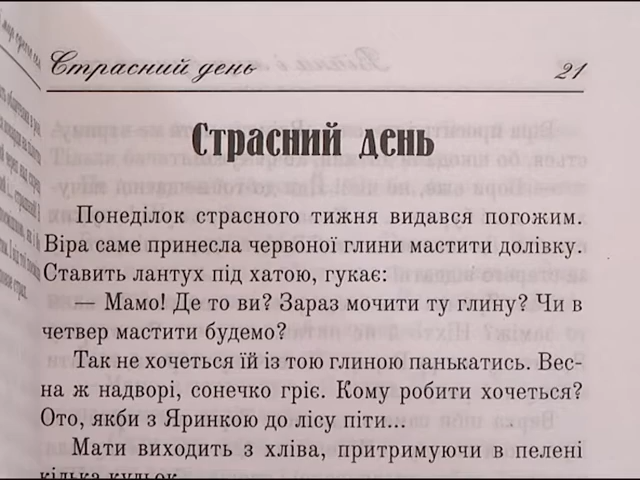 Страсний день 21
Страсний день
Понеділок страсного тижня видався погожим.
Віра саме принесла червоної глини мастити долівку.
Ставить лантух під хатою, гукає:
— Мамо! Де то ви? Зараз мочити ту глину? Чи в
четвер мастити будемо?
Так не хочеться їй із тою глиною панькатись. Вес-
на ж надворі, сонечко гріє. Кому робити хочеться?
Ото, якби з Яринкою до лісу піти...
Мати виходить з хліва, притримуючи в пелені
кілька кульок